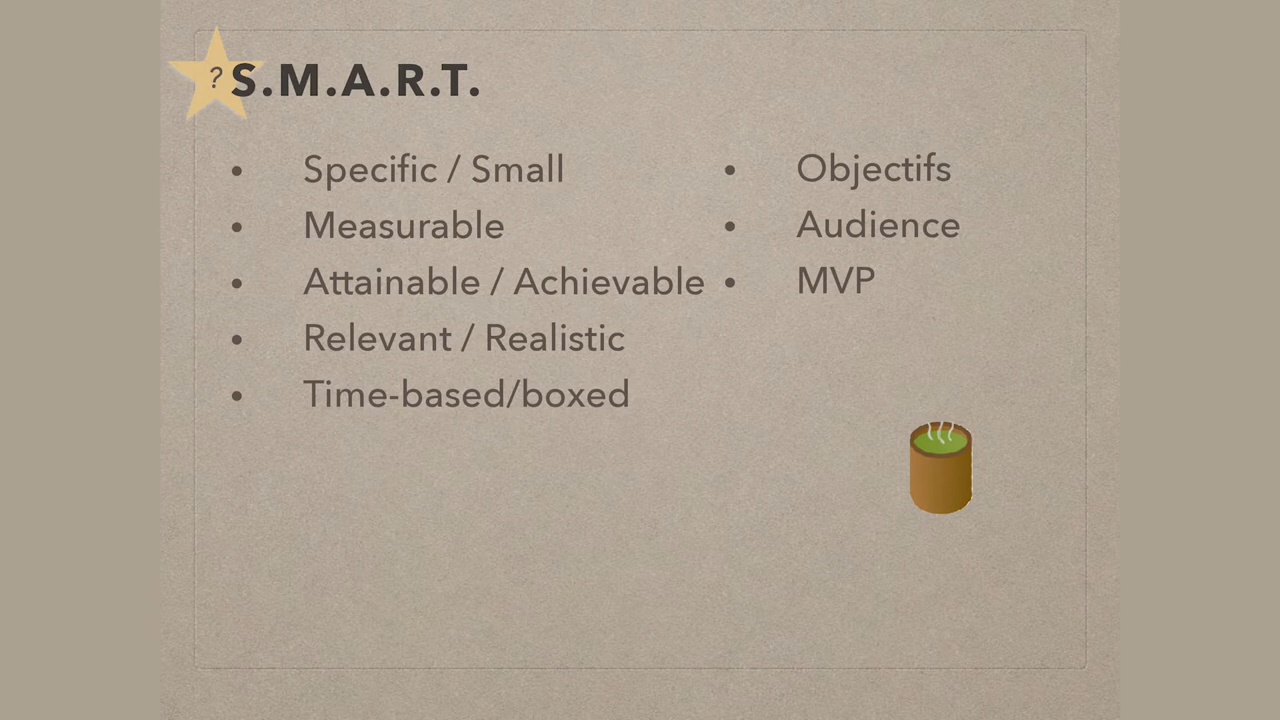 ?
S.M.A.R.T.
• Specific / Small
• Measurable
• Attainable / Achievable
• Relevant / Realistic
• Time-based/boxed
• Objectifs
• Audience
• MVP